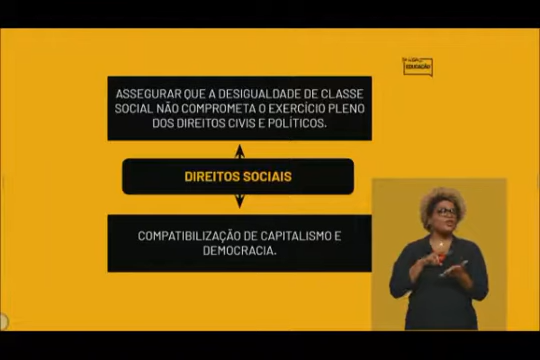 EDUCAÇÃO
ASSEGURAR QUE A DESIGUALDADE DE CLASSE
SOCIAL NÃO COMPROMETA O EXERCÍCIO PLENO
DOS DIREITOS CIVIS E POLÍTICOS.
DIREITOS SOCIAIS
COMPATIBILIZAÇÃO DE CAPITALISMO E
DEMOCRACIA.